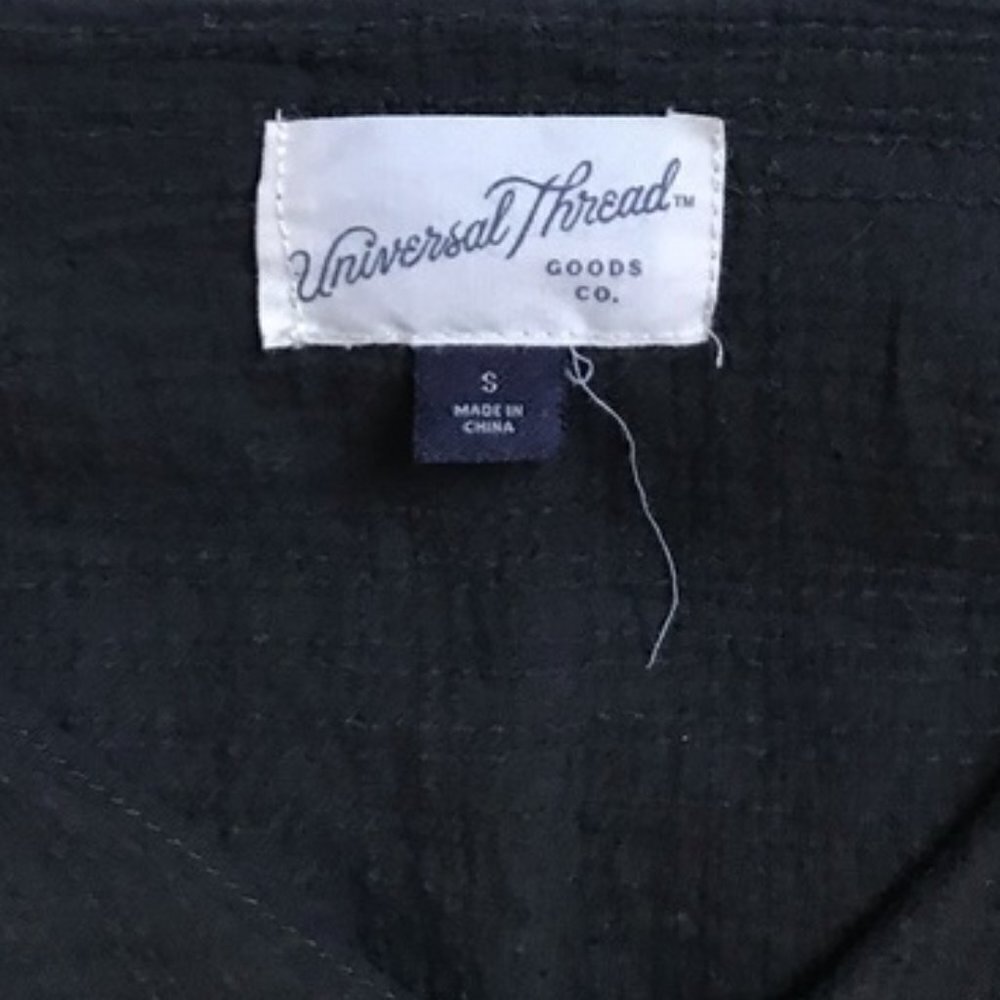 Universal Thread™
GOODS
CO.
S
MADE IN
CHINA